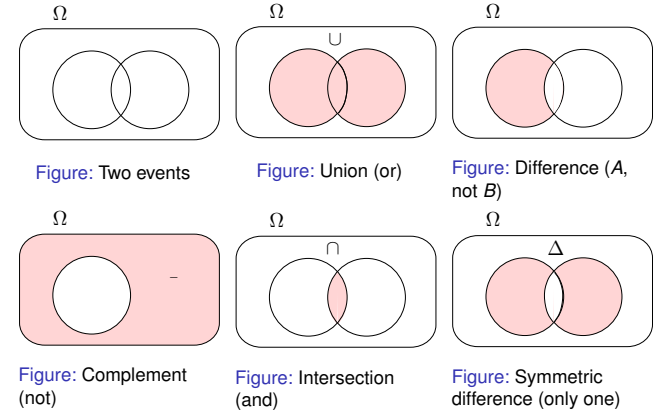 Ω
Ω
Ω
∪
Figure: Two events
Figure: Union (or)
Figure: Difference (A,
not B)
Ω
Ω
Ω
–
∩
Δ
Figure: Complement
(not)
Figure: Intersection
(and)
Figure: Symmetric
difference (only one)